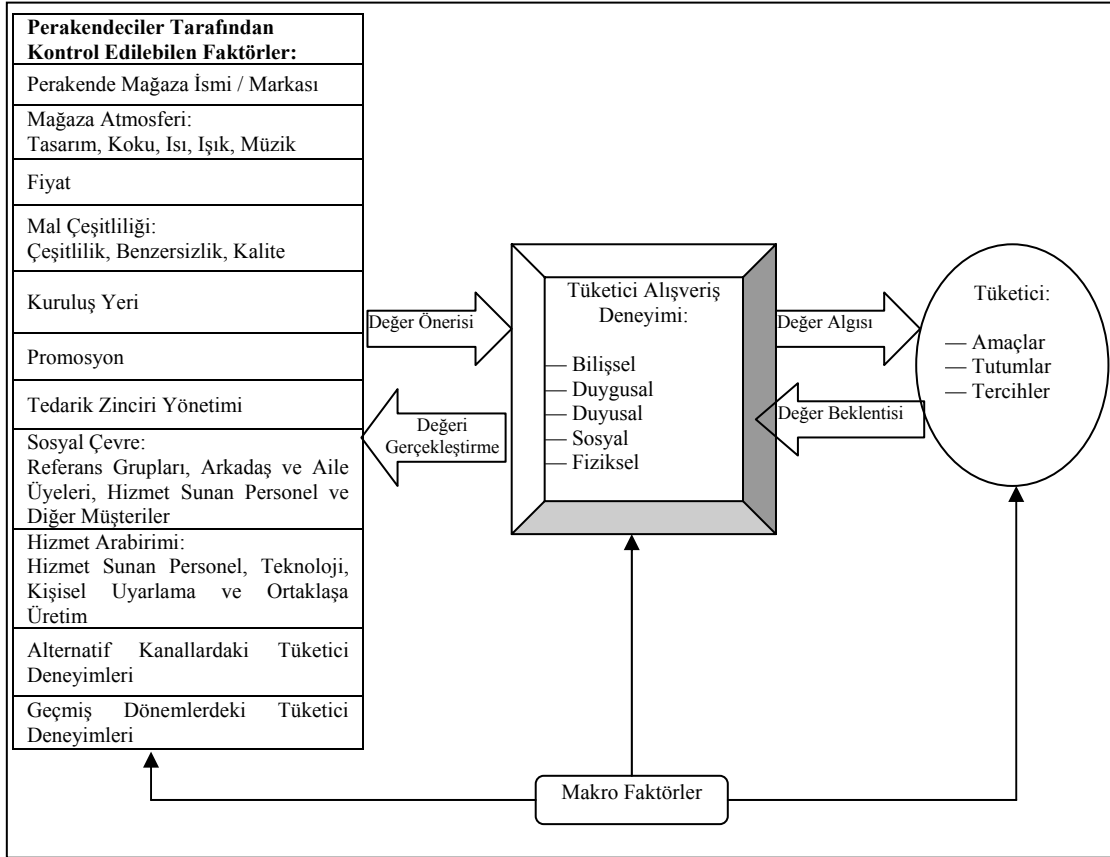 Perakendeciler Tarafından
Kontrol Edilebilen Faktörler:
Perakende Mağaza İsmi / Markası
Mağaza Atmosferi:
Tasarım, Koku, Isı, Işık, Müzik
Fiyat
Mal Çeşitliliği:
Çeşitlilik, Benzersizlik, Kalite
Kuruluş Yeri
Promosyon
Tedarik Zinciri Yönetimi
Sosyal Çevre:
Referans Grupları, Arkadaş ve Aile
Üyeleri, Hizmet Sunan Personel ve
Diğer Müşteriler
Hizmet Arabirimi:
Hizmet Sunan Personel, Teknoloji,
Kişisel Uyarlama ve Ortaklaşa
Üretim
Alternatif Kanallardaki Tüketici
Deneyimleri
Geçmiş Dönemlerdeki Tüketici
Deneyimleri
Değer Önerisi
Değeri
Gerçekleştirme
Tüketici Alışveriş
Deneyimi:
— Bilişsel
— Duygusal
— Duyusal
— Sosyal
— Fiziksel
Değer Algısı
Değer Beklentisi
Tüketici:
— Amaçlar
— Tutumlar
— Tercihler
Makro Faktörler